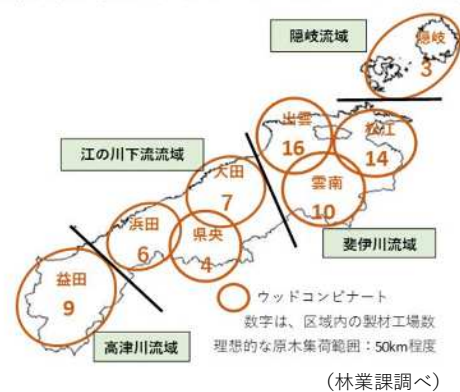 隠岐流域
隠岐
3
出雲
16
松江
14
江の川下流流域
大田
7
雲南
10
浜田
6
県央
4
斐伊川流域
益田
9
ウッドコンビナート
数字は、区域内の製材工場数
高津川流域
理想的な原木集荷範囲：50km程度
(林業課調べ)